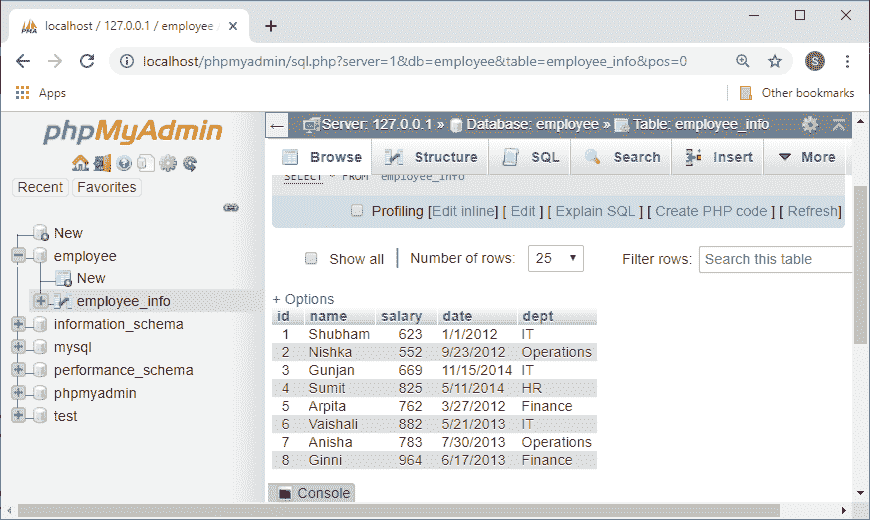 localhost / 127.0.0.1 / employee
localhost/phpmyadmin/sql.php?server=1&db=employee&table=employee_info&pos=0
Apps
Other bookmarks
phpMyAdmin
Recent Favorites
New
employee
New
employee_info
information_schema
mysql
performance_schema
phpmyadmin
test
Server: 127.0.0.1 » Database: employee » Table: employee_info
Browse Structure SQL Search Insert More
SELECT * FROM `employee_info`
Profiling [Edit inline] [ Edit ] [ Explain SQL ] [ Create PHP code ] [ Refresh]
Show all Number of rows: 25 Filter rows: Search this table
+ Options
id name salary date dept
1 Shubham 623 1/1/2012 IT
2 Nishka 552 9/23/2012 Operations
3 Gunjan 669 11/15/2014 IT
4 Sumit 825 5/11/2014 HR
5 Arpita 762 3/27/2012 Finance
6 Vaishali 882 5/21/2013 IT
7 Anisha 783 7/30/2013 Operations
8 Ginni 964 6/17/2013 Finance
Console